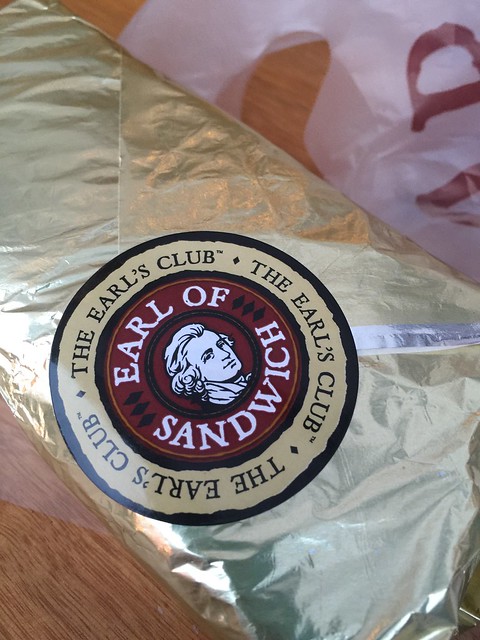 EARL OF
SANDWICH
THE EARL'S CLUB™
THE EARL'S CLUB™
THE EARL'S CLUB™